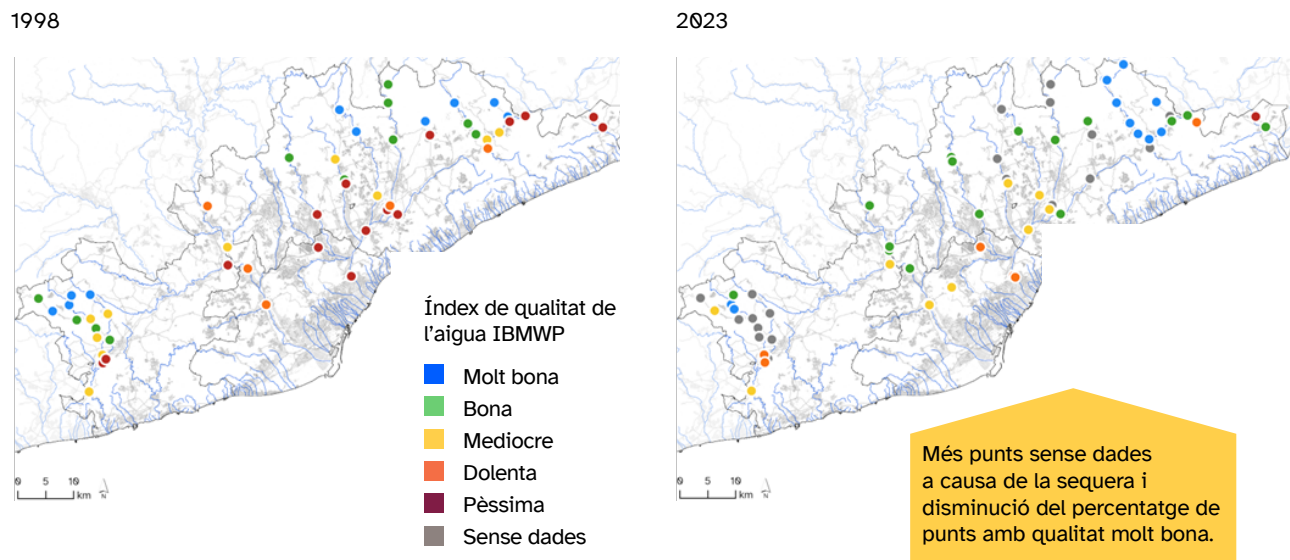 1998
2023
Índex de qualitat de
l’aigua IBMWP
Molt bona
Bona
Mediocre
Dolenta
Pèssima
Sense dades
0 5 10
km
N
0 5 10
km
N
Més punts sense dades
a causa de la sequera i
disminució del percentatge de
punts amb qualitat molt bona.